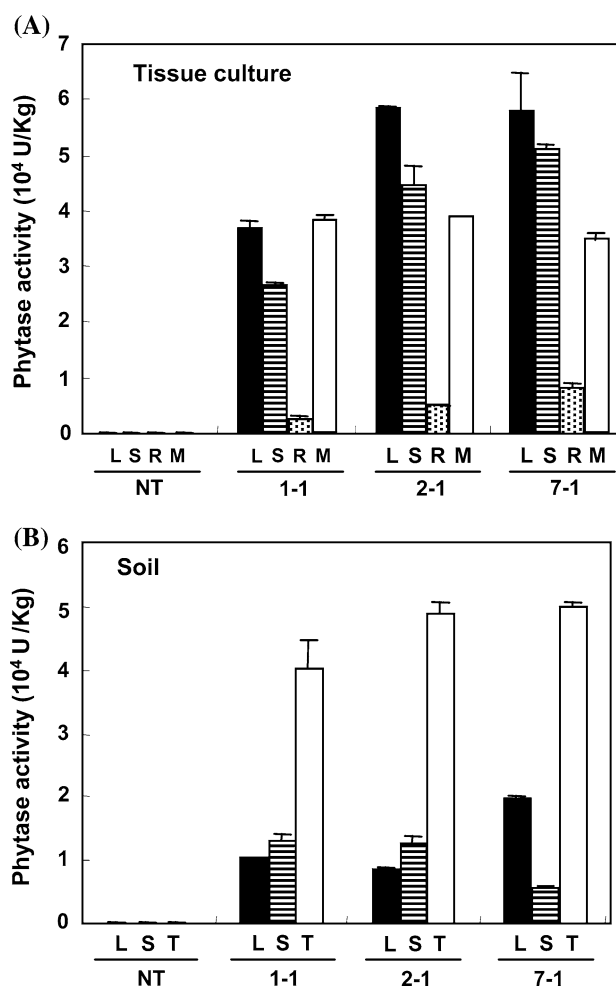 (A)
Tissue culture
Phytase activity (10⁴ U/Kg)
7
6
5
4
3
2
1
0
L S R M L S R M L S R M L S R M
NT 1-1 2-1 7-1
(B)
Soil
Phytase activity (10⁴ U /Kg)
6
5
4
3
2
1
0
L S T L S T L S T L S T
NT 1-1 2-1 7-1